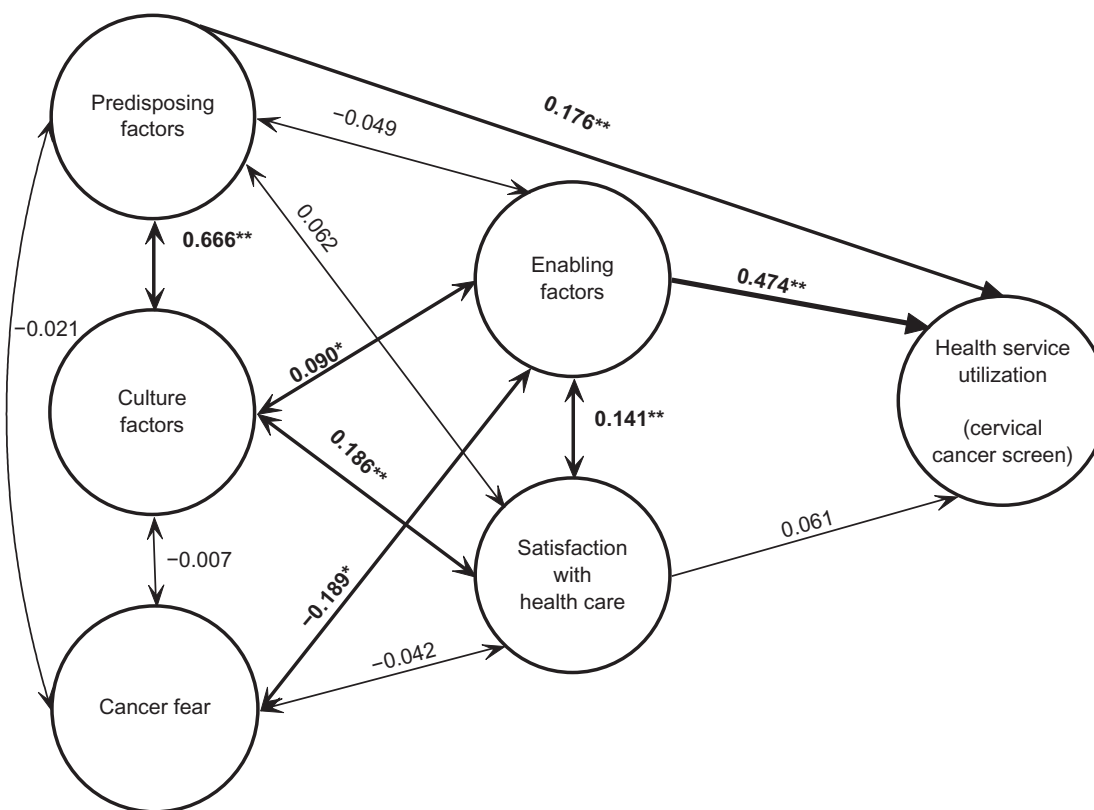 Predisposing
factors
0.176**
−0.049
0.062
0.666**
Enabling
factors
0.474**
−0.021
Health service
utilization
(cervical
cancer screen)
Culture
factors
0.090*
0.141**
0.186**
−0.007
Satisfaction
with
health care
0.061
−0.189*
−0.042
Cancer fear